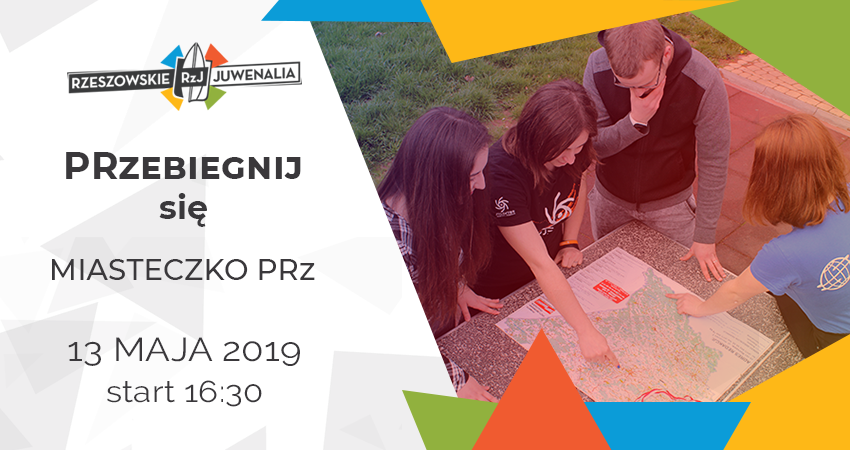 RZESZOWSKIE RzJ JUWENALIA
PRZEBIEGNIJ
się
MIASTECZKO PRz
13 MAJA 2019
start 16:30